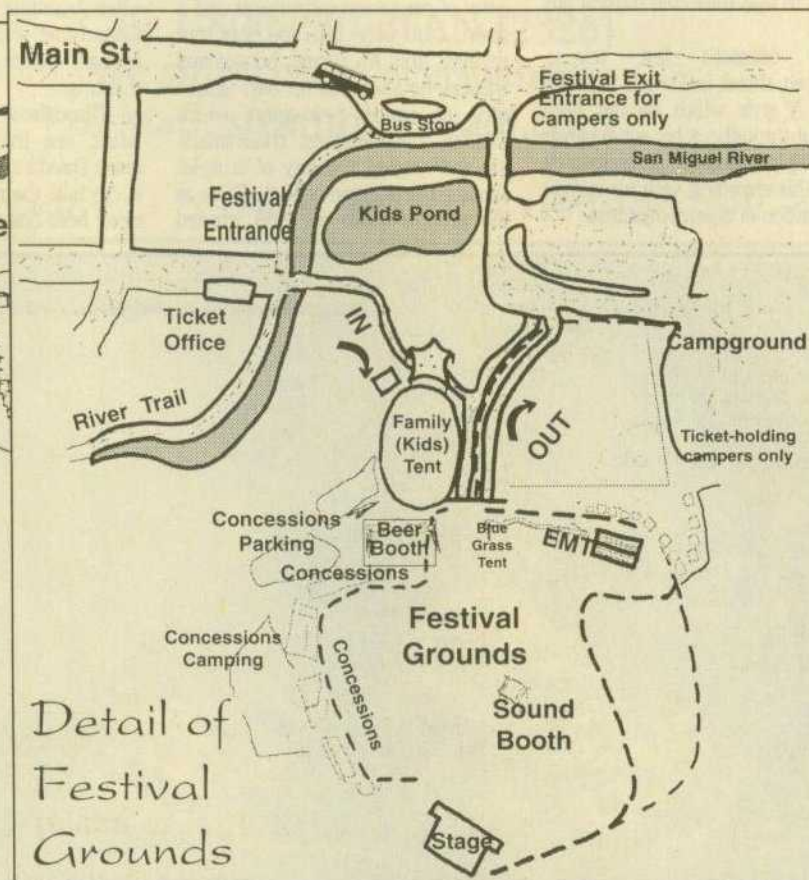 Main St.
Festival Exit
Entrance for
Campers only
Bus Stop
San Miguel River
Festival
Entrance
Kids Pond
Ticket
Office
IN
Campground
River Trail
Family
(Kids)
Tent
OUT
Ticket-holding
campers only
Concessions
Parking
Beer
Booth
Blue
Grass
Tent
EMT
Concessions
Festival
Grounds
Concessions
Camping
Concessions
Sound
Booth
Detail of
Festival
Grounds
Stage